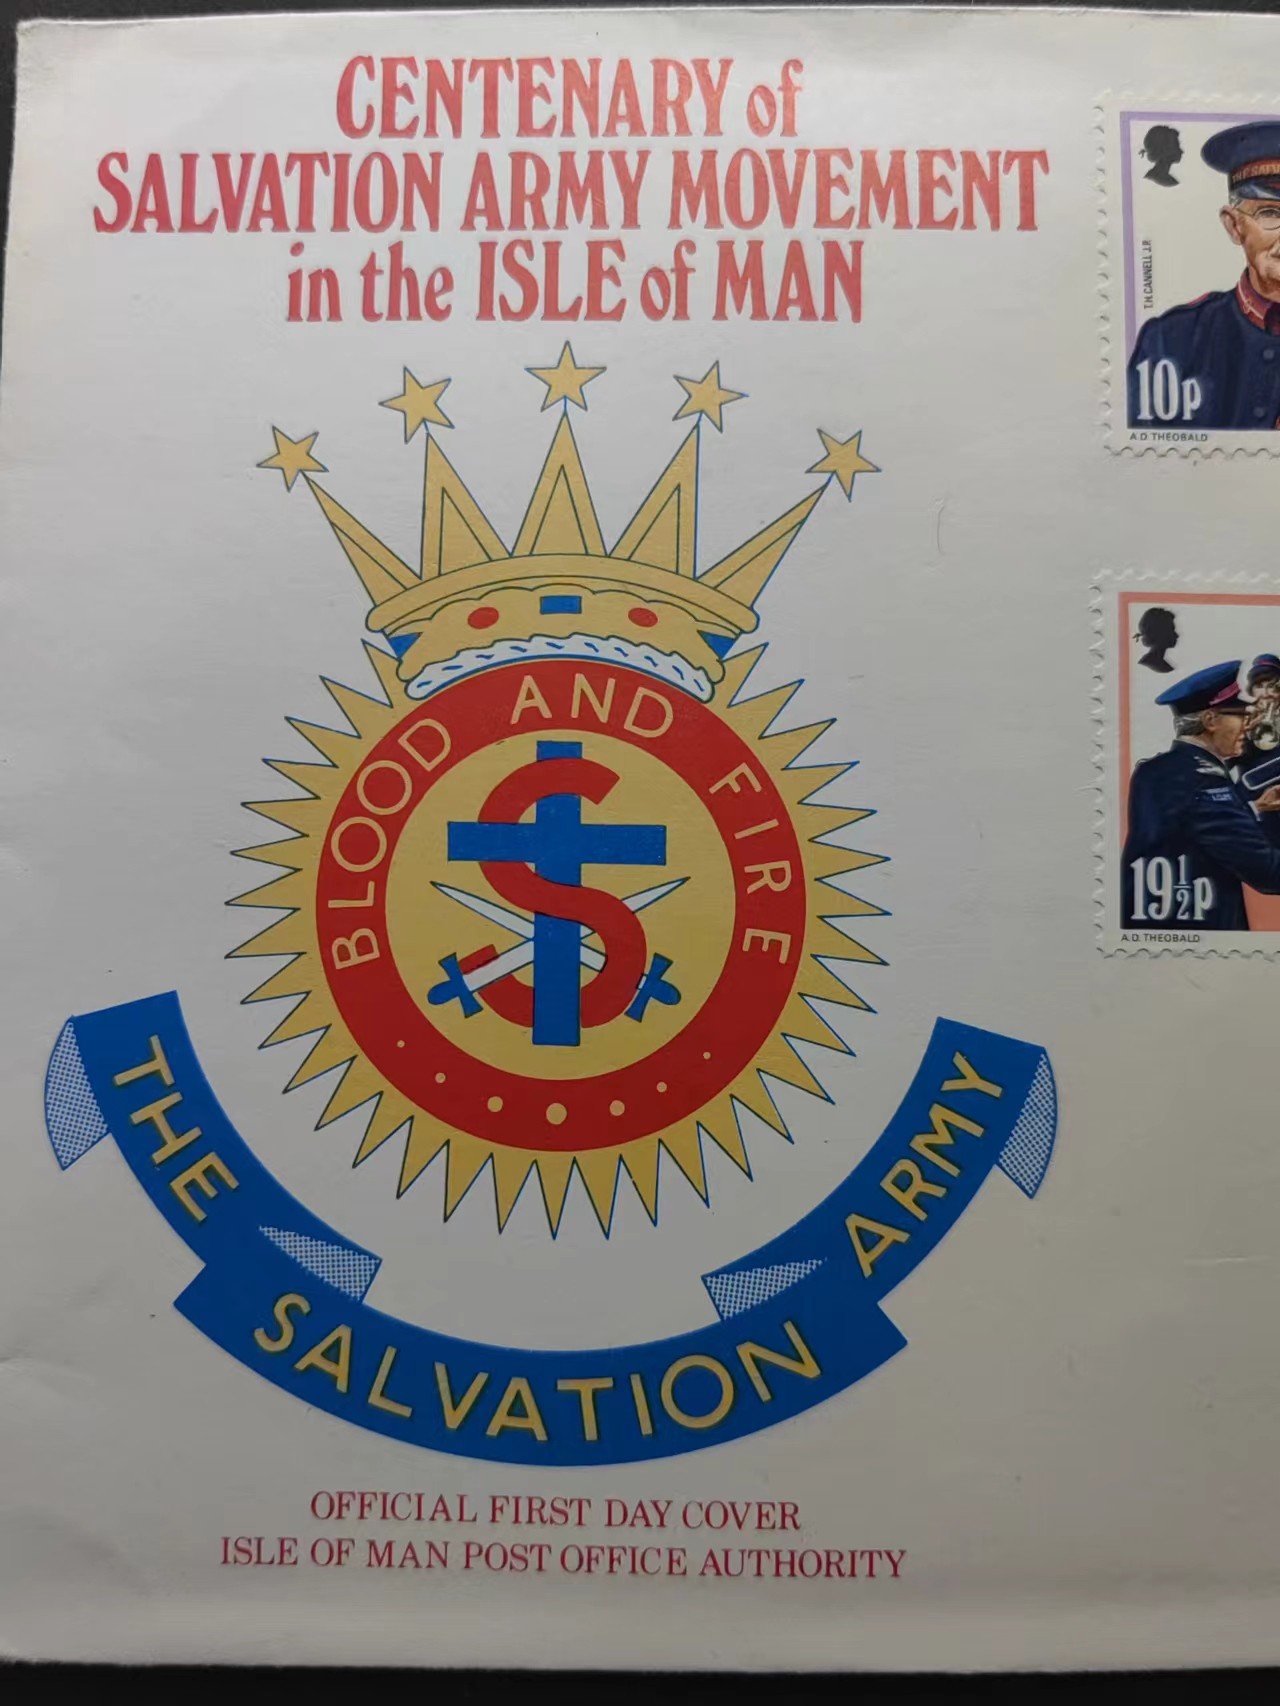 CENTENARY of
SALVATION ARMY MOVEMENT
in the ISLE of MAN
T.H. CANNELL J.P.
10p
A.D. THEOBALD
BLOOD AND FIRE
S
19½p
A.D. THEOBALD
THE SALVATION ARMY
OFFICIAL FIRST DAY COVER
ISLE OF MAN POST OFFICE AUTHORITY